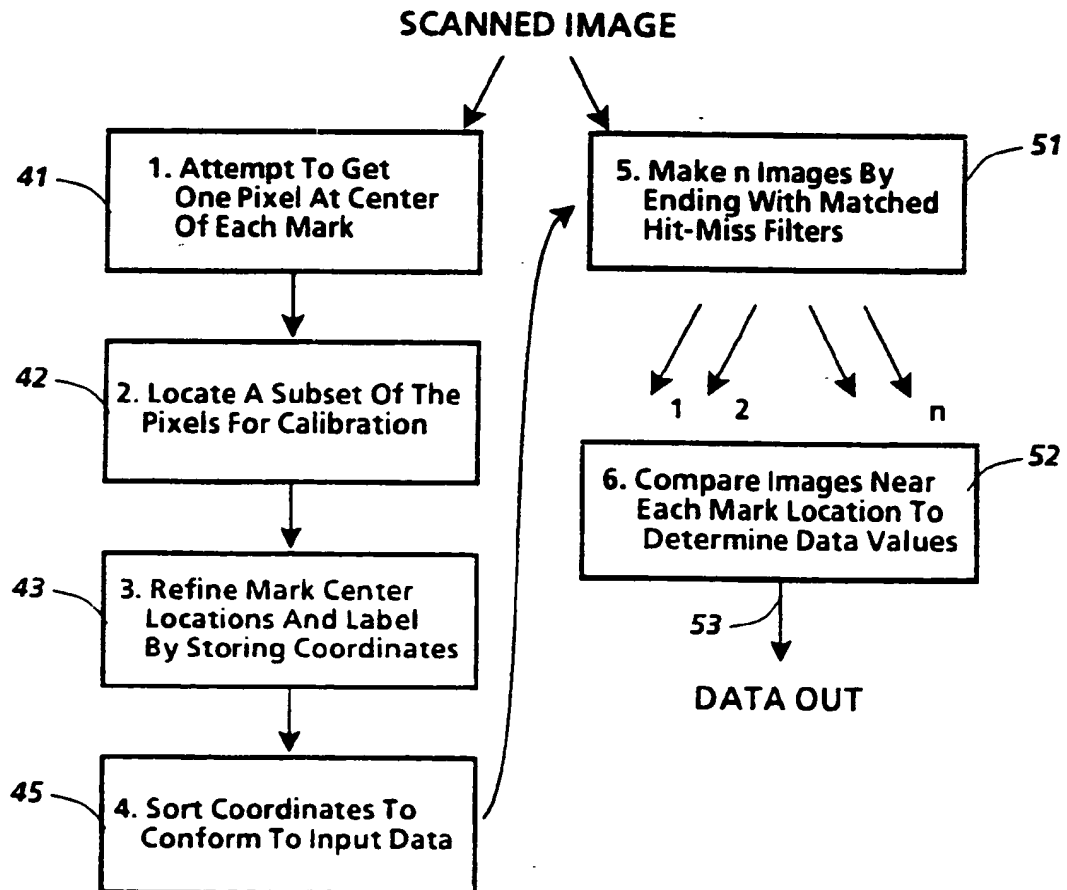 SCANNED IMAGE
41
1. Attempt To Get
One Pixel At Center
Of Each Mark
42
2. Locate A Subset Of The
Pixels For Calibration
43
3. Refine Mark Center
Locations And Label
By Storing Coordinates
45
4. Sort Coordinates To
Conform To Input Data
51
5. Make n Images By
Ending With Matched
Hit-Miss Filters
1 2 n
52
6. Compare Images Near
Each Mark Location To
Determine Data Values
53
DATA OUT